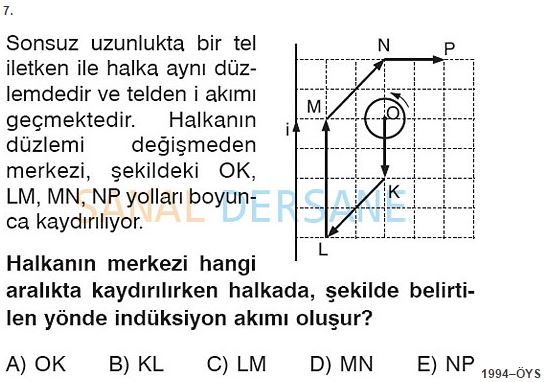 7.
Sonsuz uzunlukta bir tel
iletken ile halka aynı düz-
lemdedir ve telden i akımı
geçmektedir. Halkanın
düzlemi değişmeden
merkezi, şekildeki OK,
LM, MN, NP yolları boyun-
ca kaydırılıyor.
SANAL DERSANE
N P
M O
i
K
L
Halkanın merkezi hangi
aralıkta kaydırılırken halkada, şekilde belirti-
len yönde indüksiyon akımı oluşur?
A) OK B) KL C) LM D) MN E) NP
1994–ÖYS